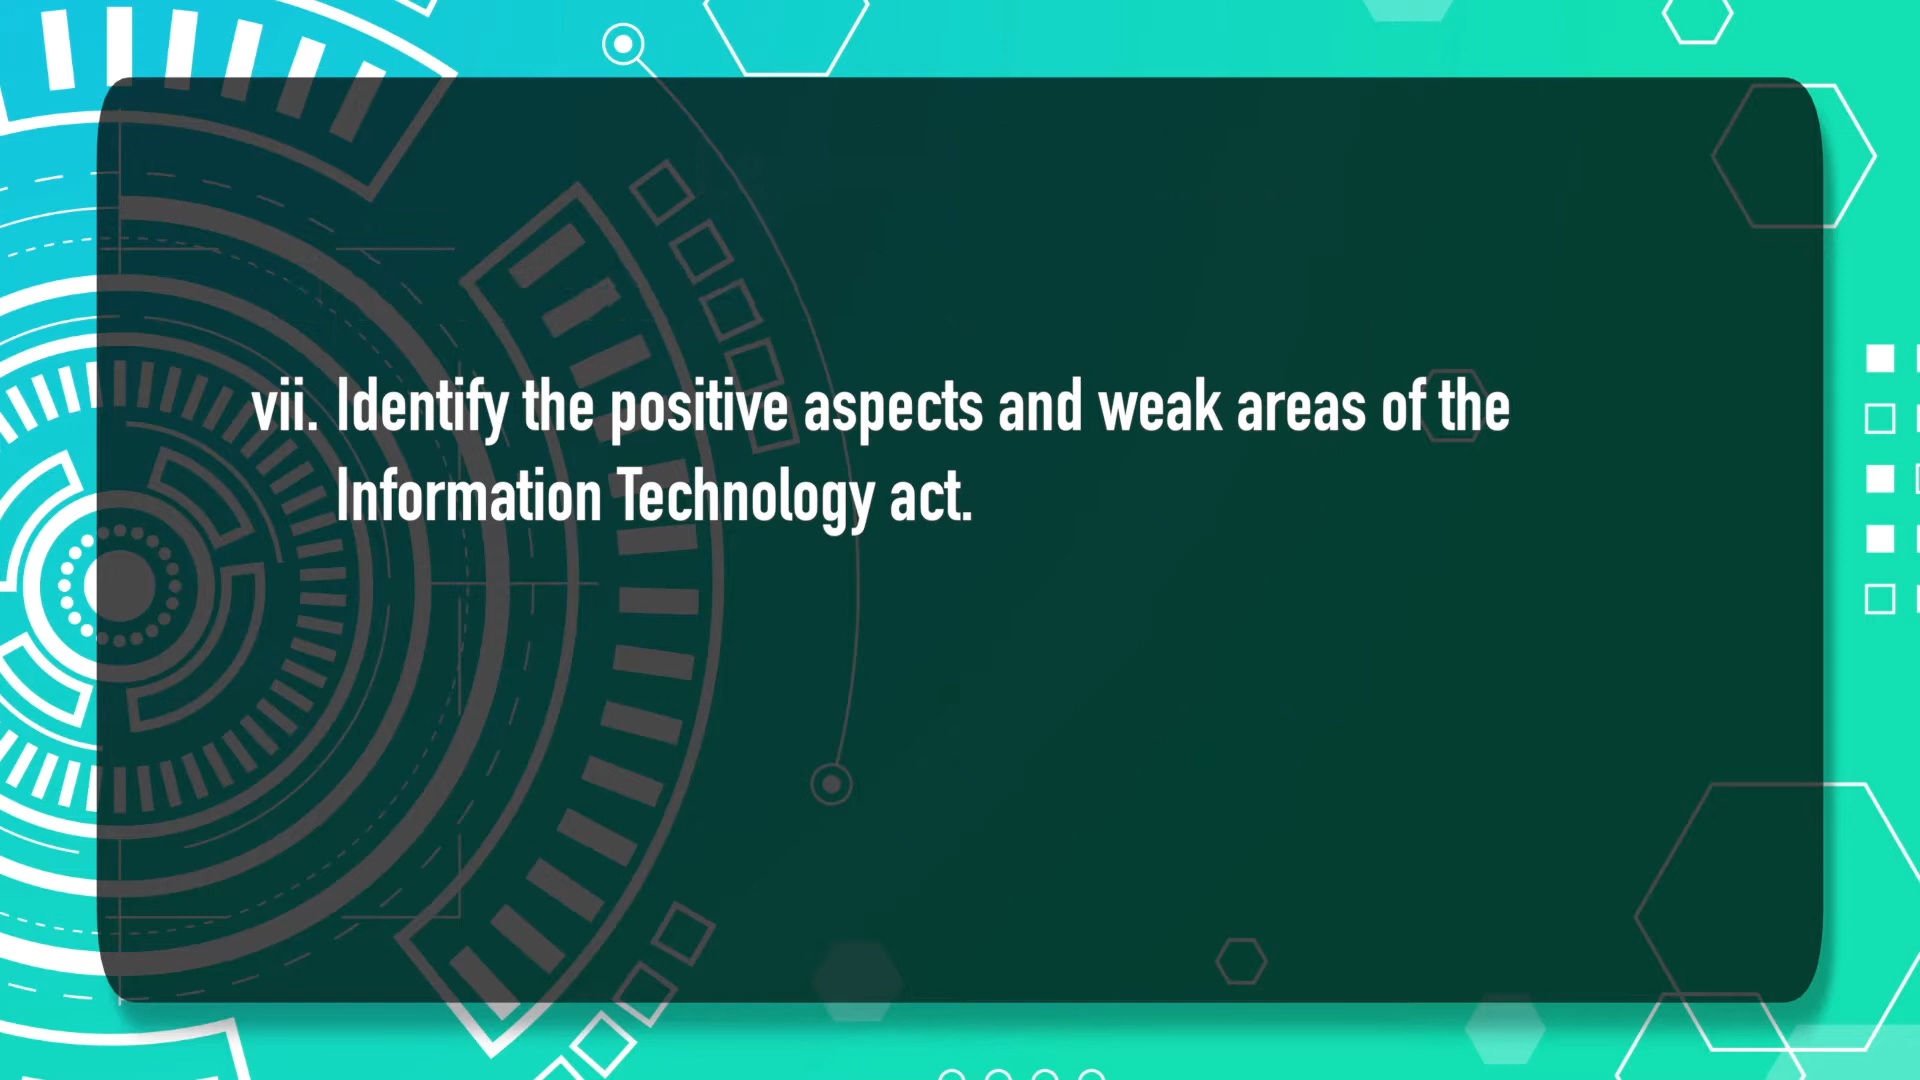 vii. Identify the positive aspects and weak areas of the
Information Technology act.